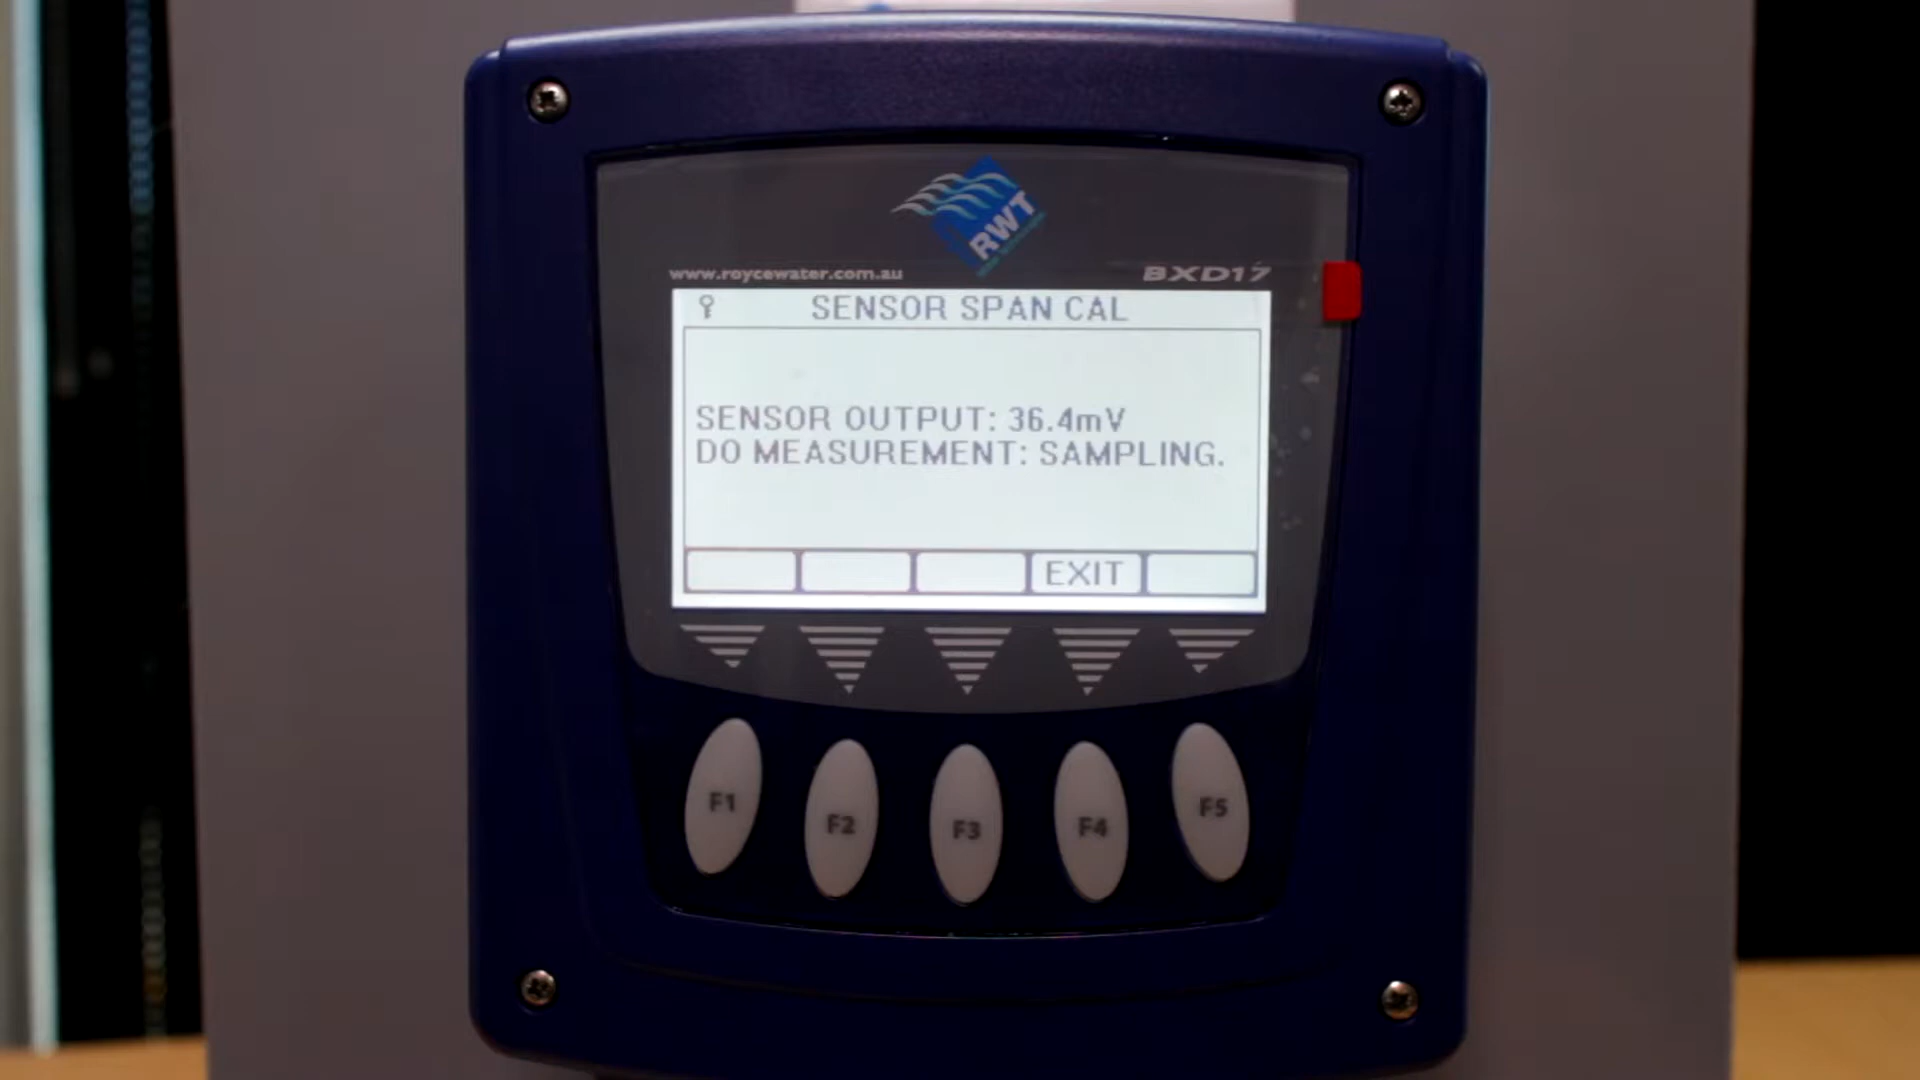 RWT
www.roycewater.com.au
BXD17
SENSOR SPAN CAL
SENSOR OUTPUT: 36.4mV
DO MEASUREMENT: SAMPLING.
EXIT
F1
F2
F3
F4
F5